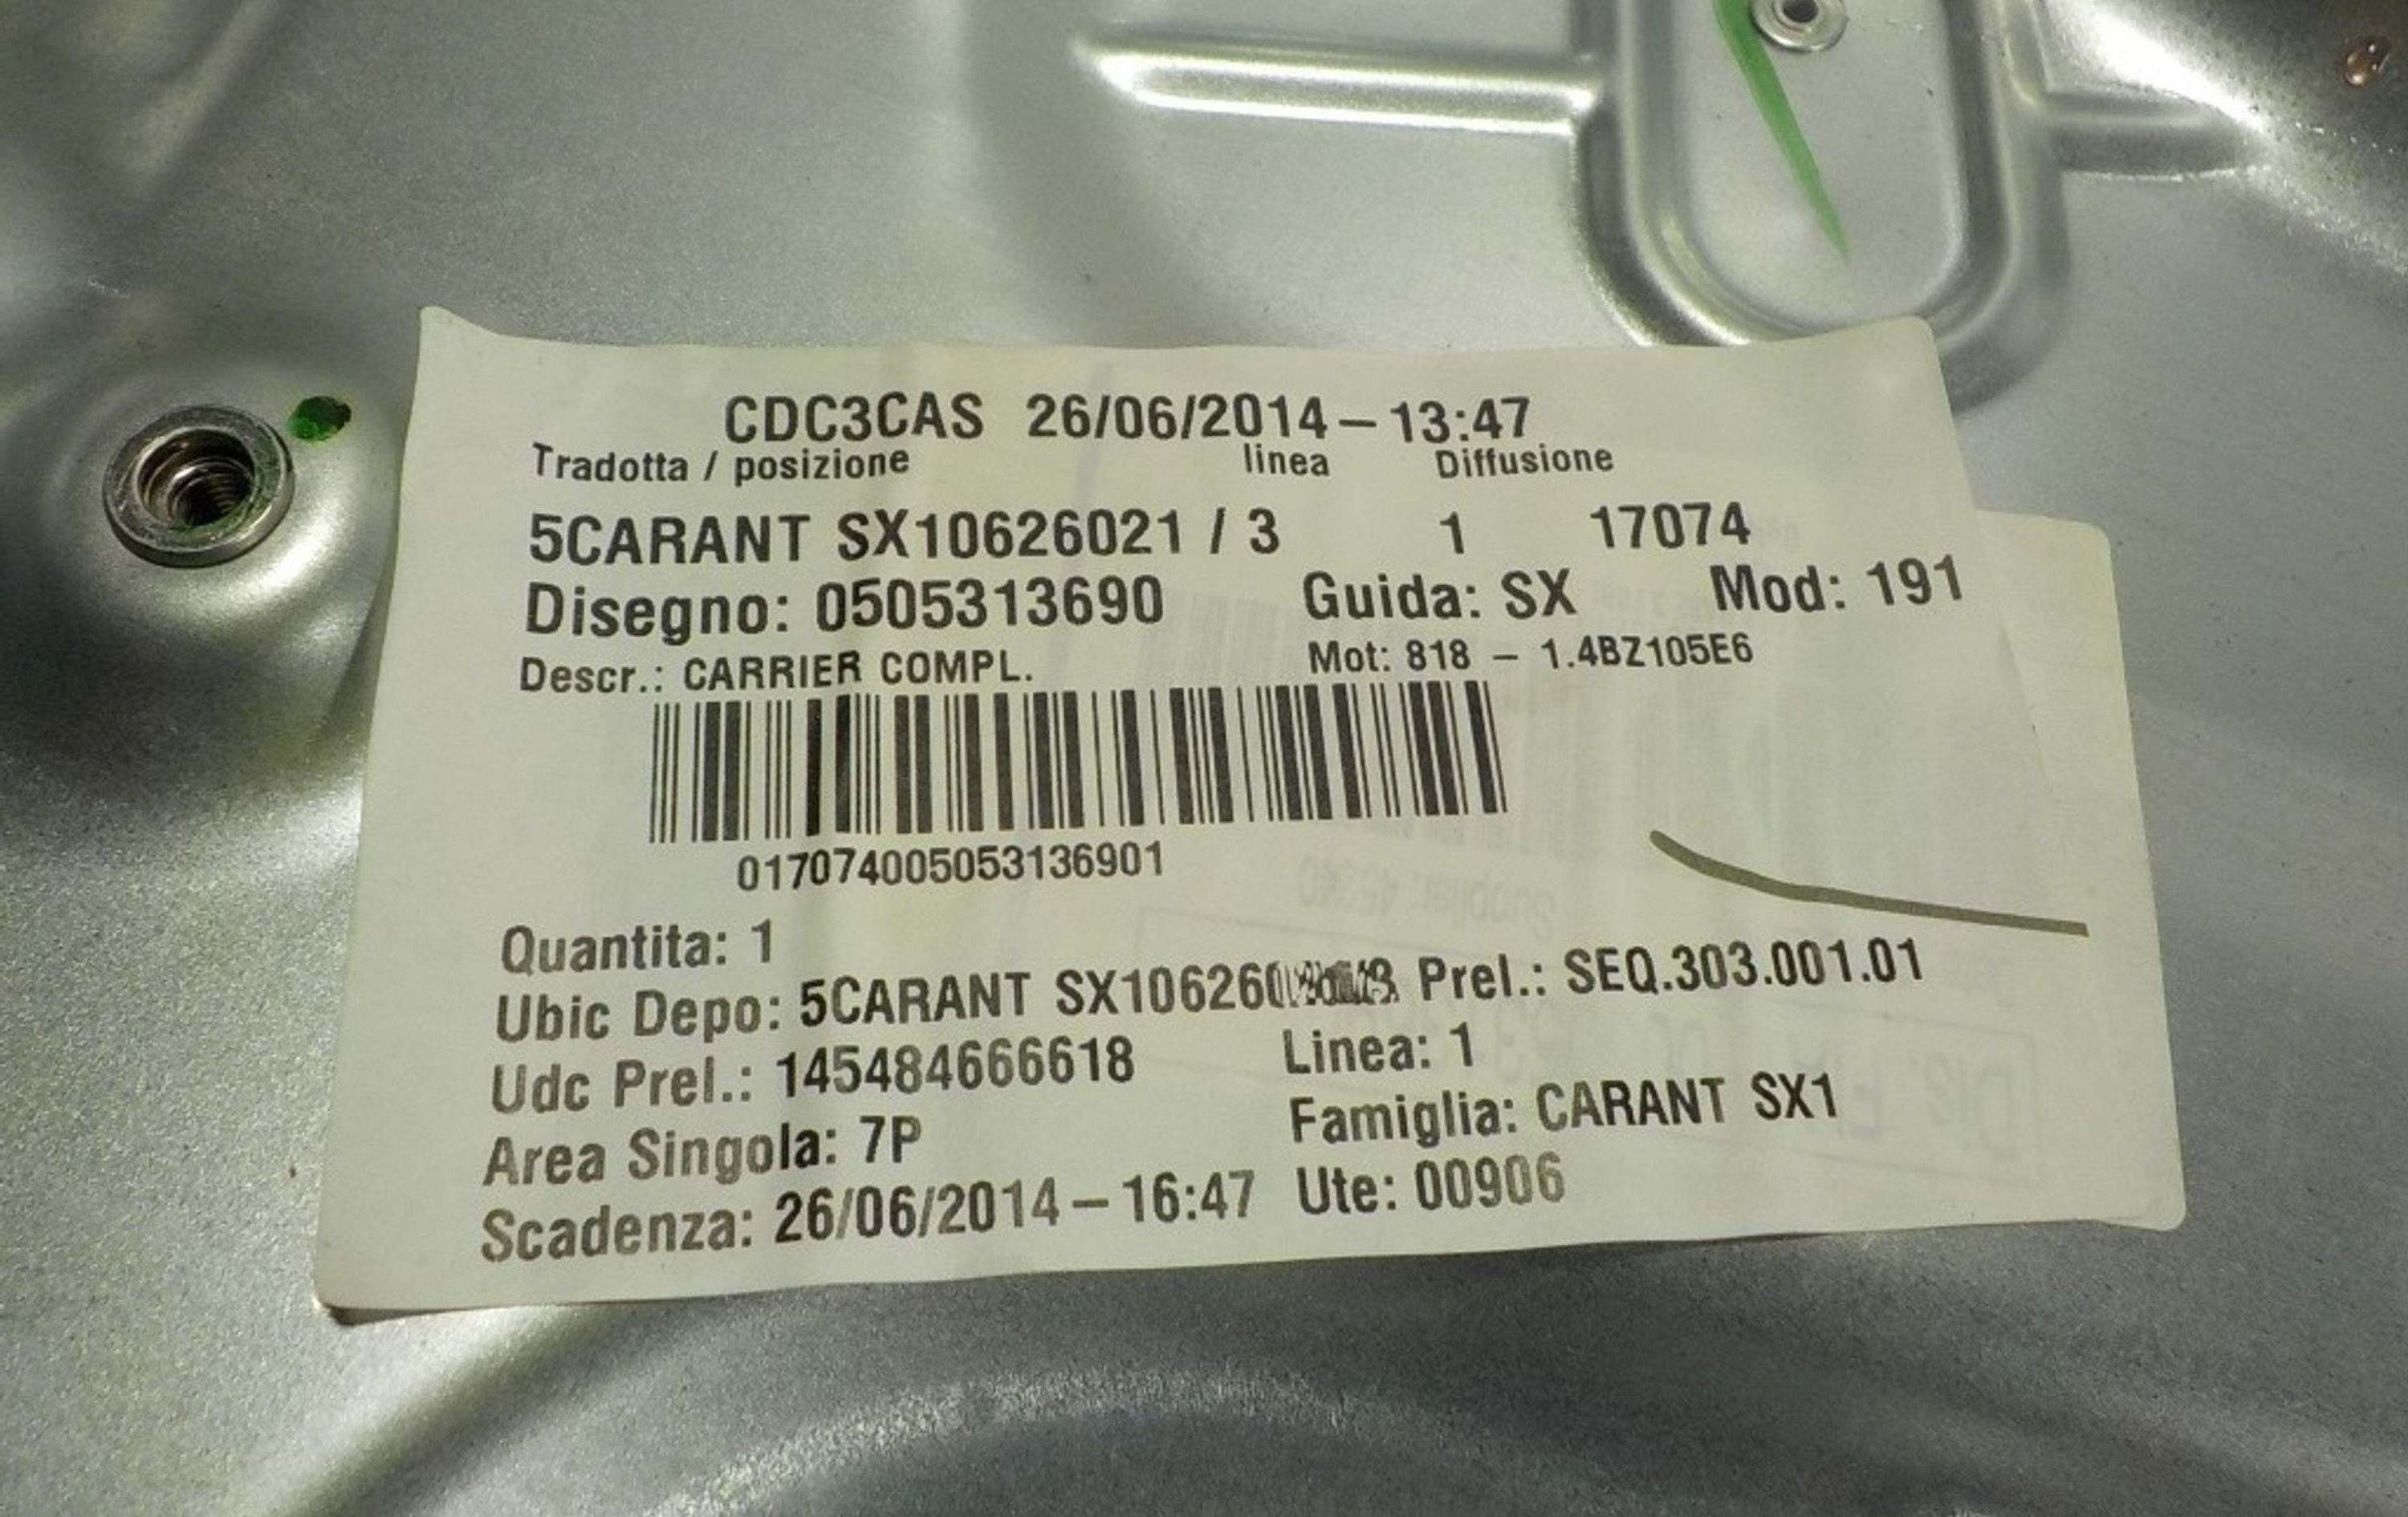 CDC3CAS 26/06/2014 – 13:47
Tradotta / posizione linea Diffusione
5CARANT SX10626021 / 3 1 17074
Disegno: 0505313690 Guida: SX Mod: 191
Descr.: CARRIER COMPL. Mot: 818 – 1.4BZ105E6
017074005053136901
Quantita: 1
Ubic Depo: 5CARANT Prel.: SEQ.303.001.01
Udc Prel.: 145484666618 Linea: 1
Area Singola: 7P Famiglia: CARANT SX1
Scadenza: 26/06/2014 – 16:47 Ute: 00906